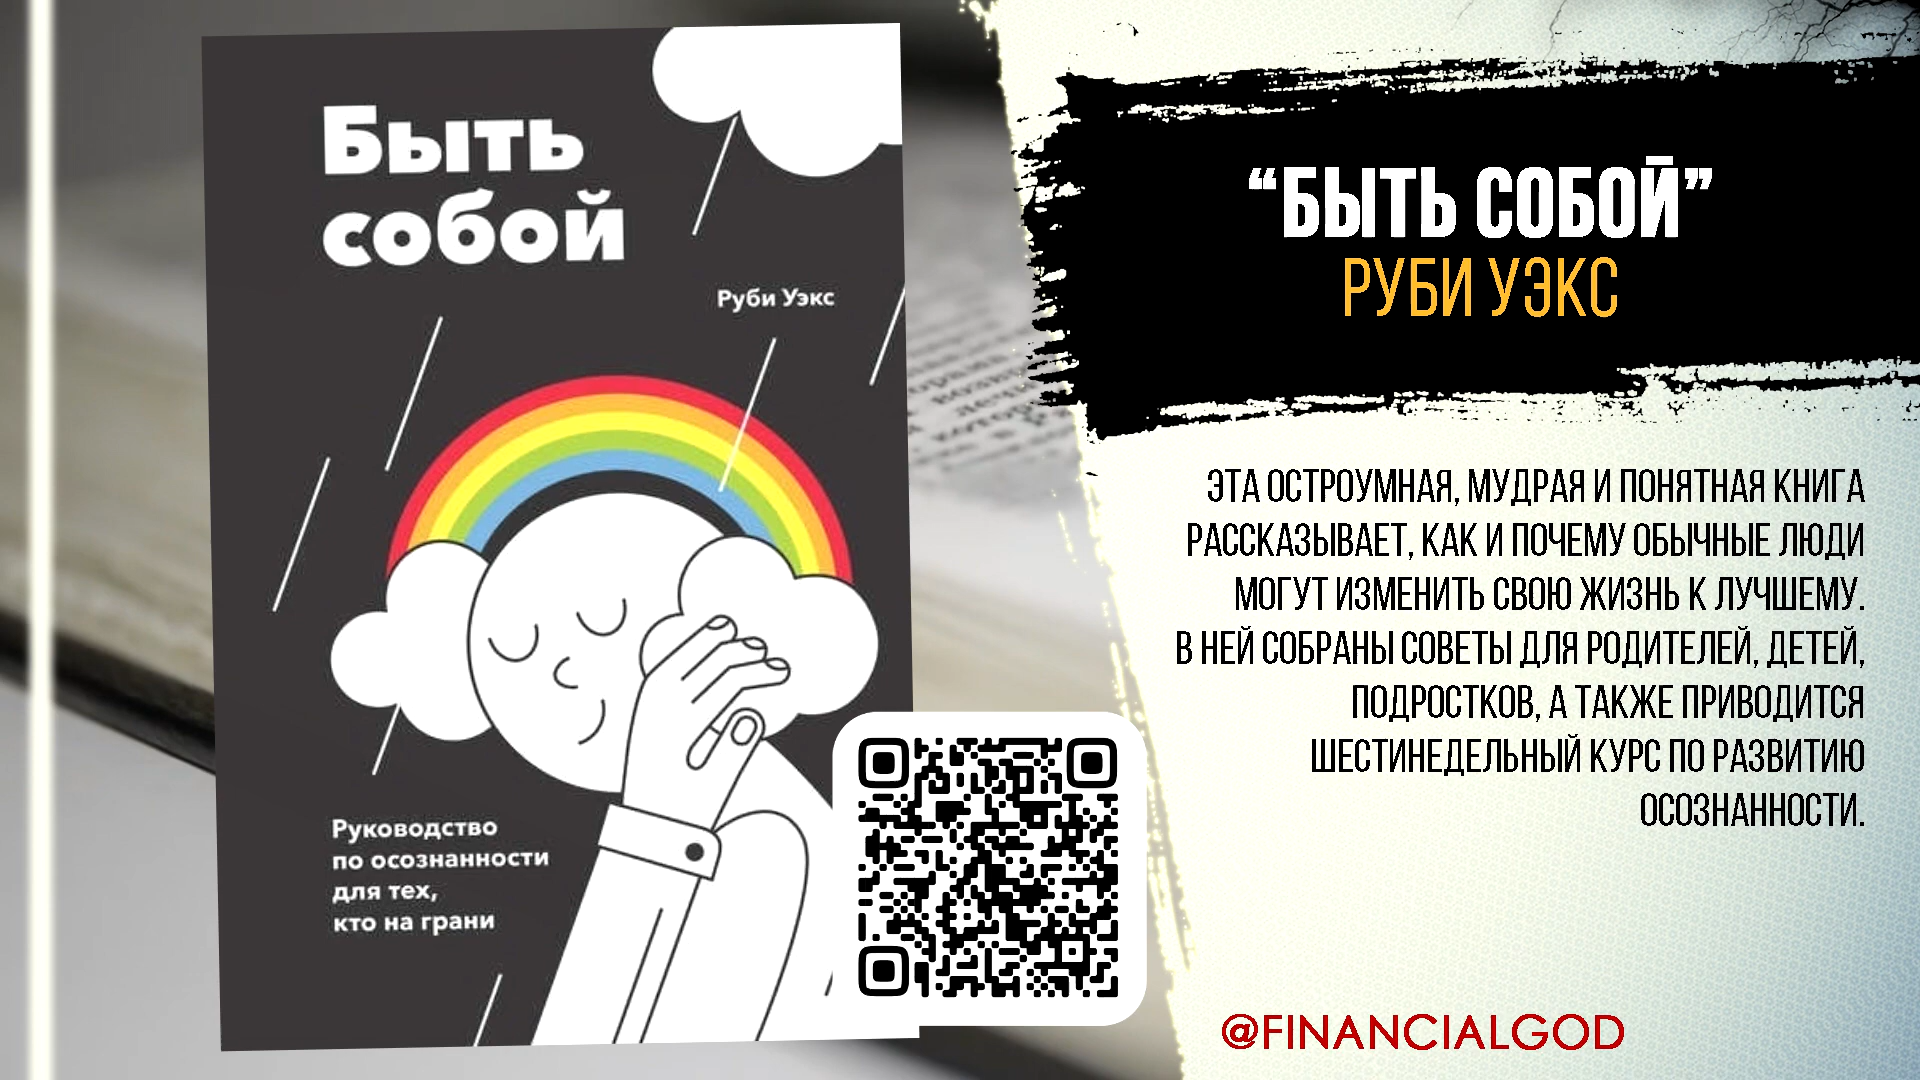 Быть
собой
Руби Уэкс
Руководство
по осознанности
для тех,
кто на грани
“БЫТЬ СОБОЙ”
РУБИ УЭКС
ЭТА ОСТРОУМНАЯ, МУДРАЯ И ПОНЯТНАЯ КНИГА
РАССКАЗЫВАЕТ, КАК И ПОЧЕМУ ОБЫЧНЫЕ ЛЮДИ
МОГУТ ИЗМЕНИТЬ СВОЮ ЖИЗНЬ К ЛУЧШЕМУ.
В НЕЙ СОБРАНЫ СОВЕТЫ ДЛЯ РОДИТЕЛЕЙ, ДЕТЕЙ,
ПОДРОСТКОВ, А ТАКЖЕ ПРИВОДИТСЯ
ШЕСТИНЕДЕЛЬНЫЙ КУРС ПО РАЗВИТИЮ
ОСОЗНАННОСТИ.
@FINANCIALGOD